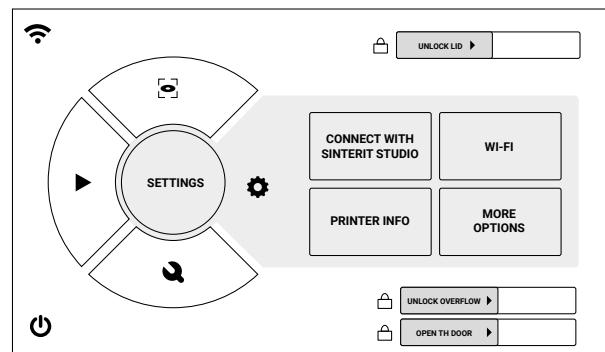 UNLOCK LID
CONNECT WITH
SINTERIT STUDIO
WI-FI
SETTINGS
PRINTER INFO
MORE
OPTIONS
UNLOCK OVERFLOW
OPEN TH DOOR